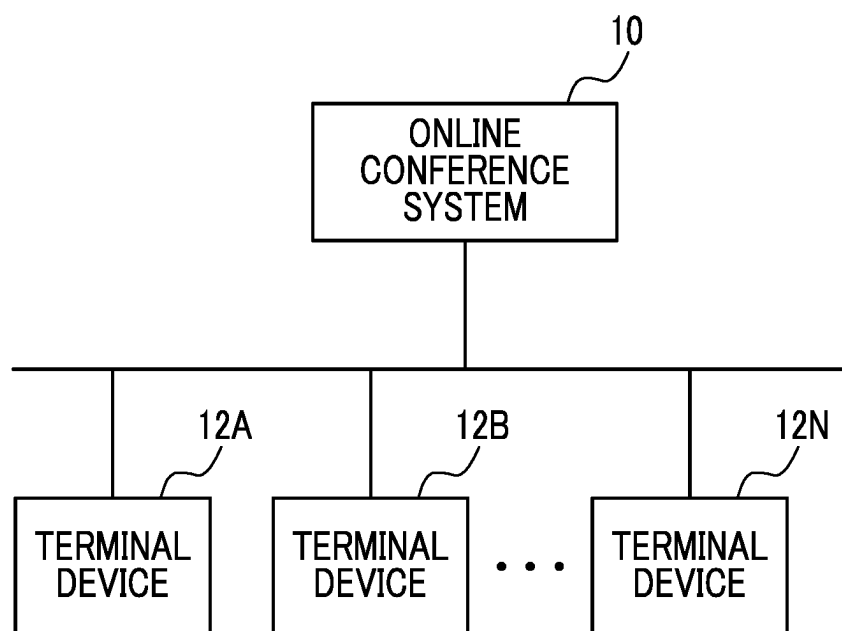 10
ONLINE
CONFERENCE
SYSTEM
12A
12B
12N
TERMINAL
DEVICE
TERMINAL
DEVICE
• • •
TERMINAL
DEVICE